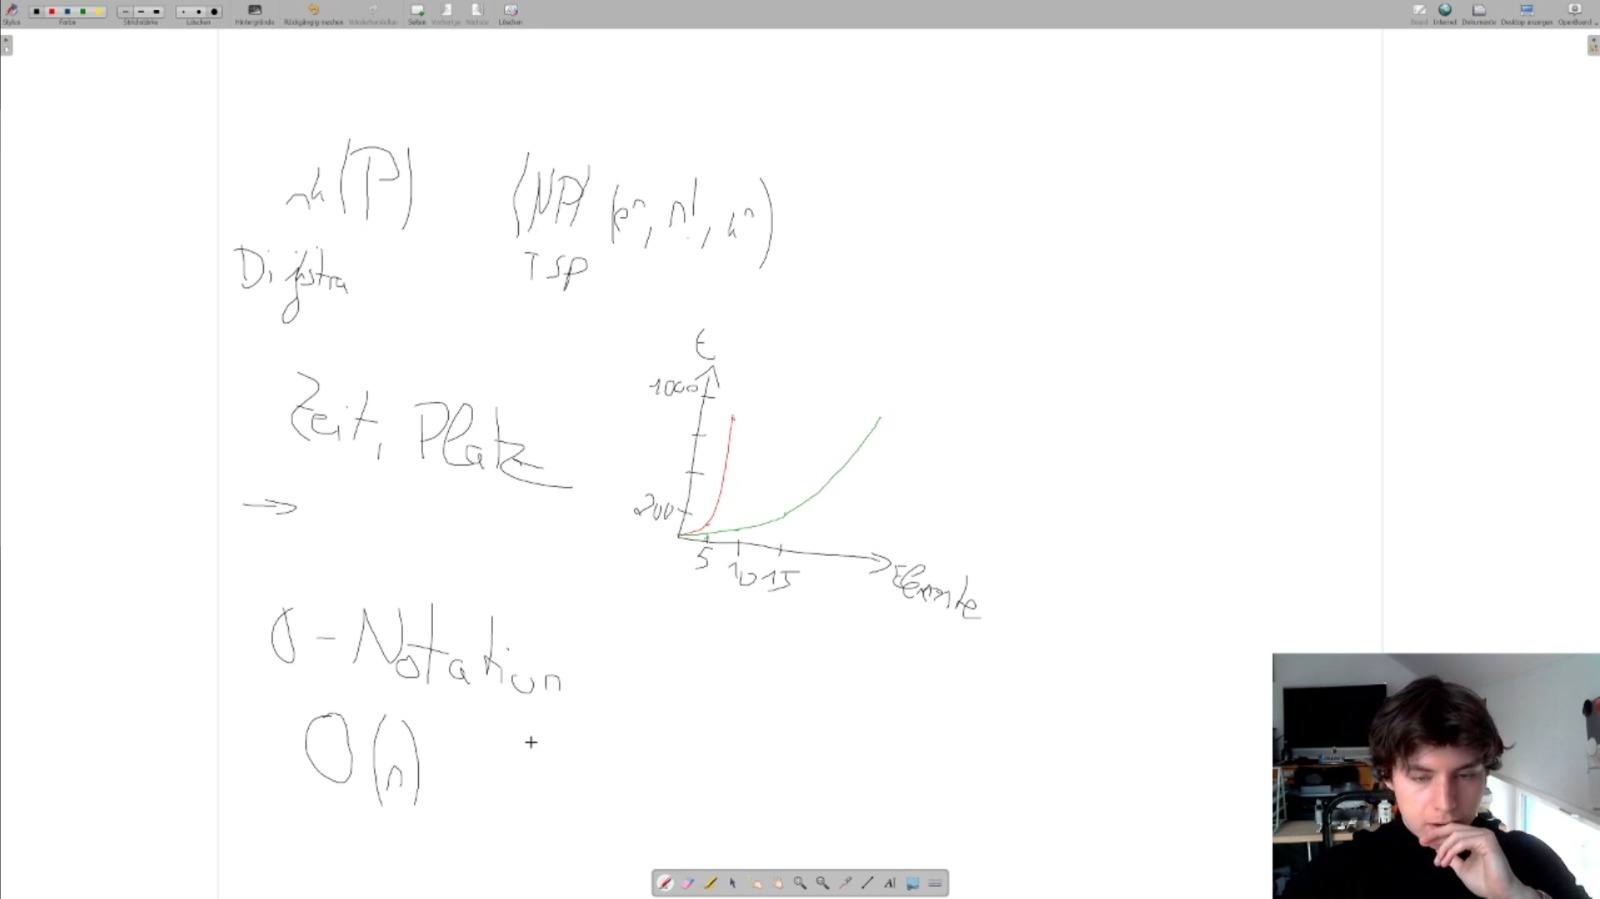 Stylus Farbe Strichstärke Löschen Hintergründe Rückgängig machen Wiederherstellen Seiten Vorherige Nächste Löschen Board Internet Dokumente Desktop anzeigen OpenBoard
n^k (P) (NP) (k^n, n!, k^n)
Dijkstra TSP
t
1000
Zeit, Platz
→
200
5 10 15
Elemente
O-Notation
O(n)